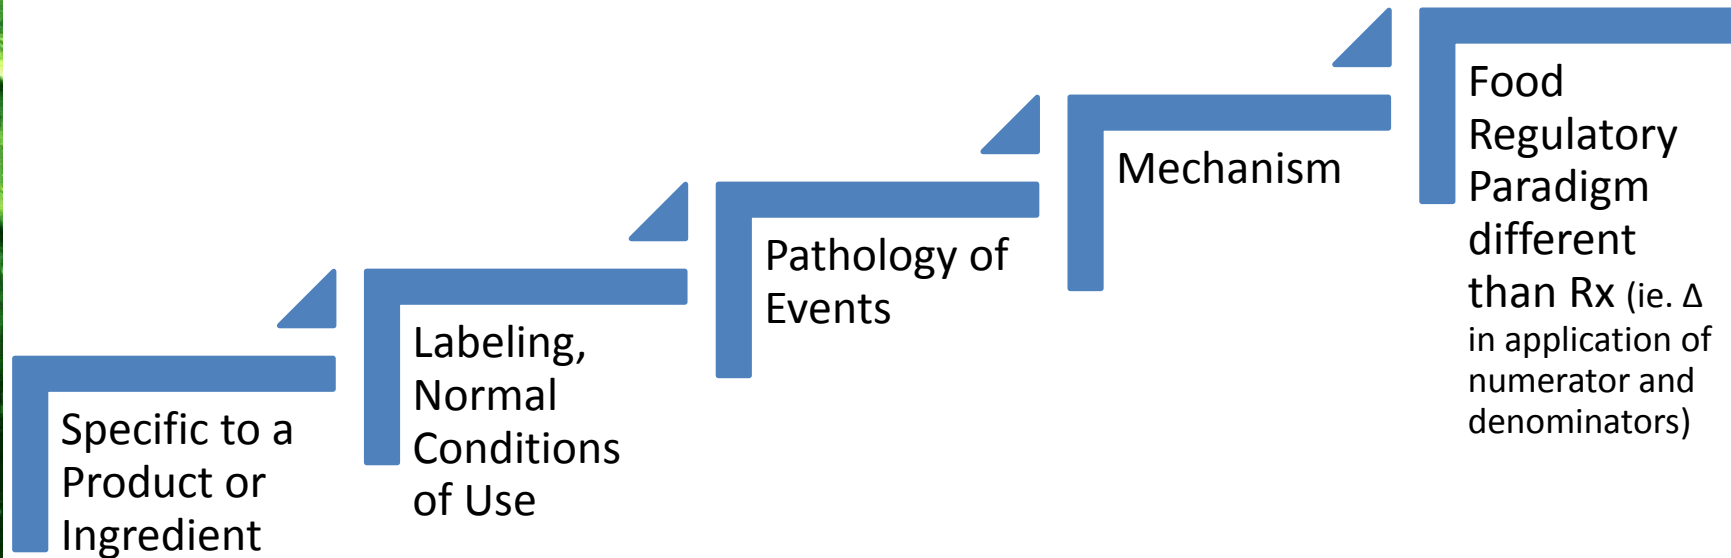 Specific to a
Product or
Ingredient
Labeling,
Normal
Conditions
of Use
Pathology of
Events
Mechanism
Food
Regulatory
Paradigm
different
than Rx (ie. Δ
in application of
numerator and
denominators)